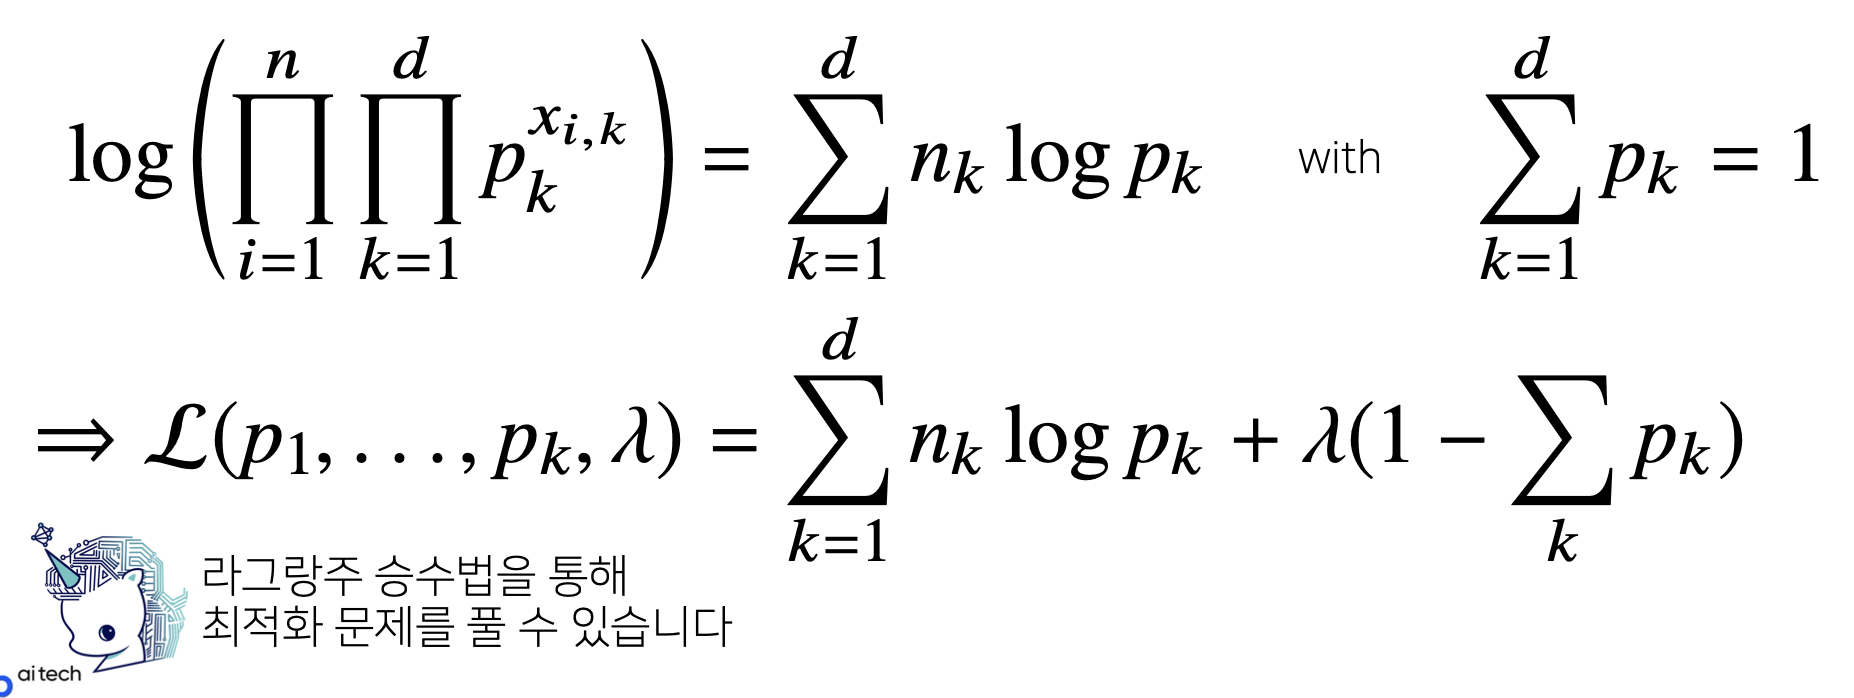 log(∏_{i=1}^{n} ∏_{k=1}^{d} p_k^{x_{i,k}}) = ∑_{k=1}^{d} n_k log p_k with ∑_{k=1}^{d} p_k = 1
⇒ ℒ(p_1, . . . , p_k, λ) = ∑_{k=1}^{d} n_k log p_k + λ(1 − ∑_k p_k)
라그랑주 승수법을 통해
최적화 문제를 풀 수 있습니다
ai tech